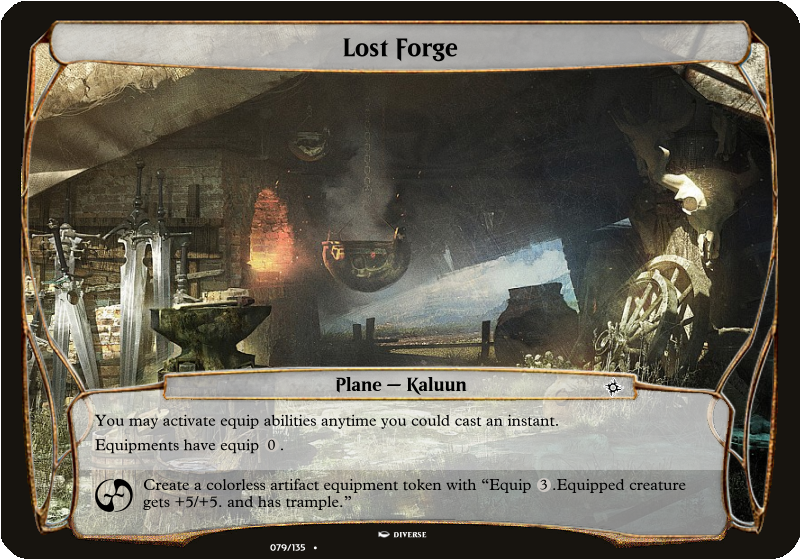 Lost Forge
Plane — Kaluun
You may activate equip abilities anytime you could cast an instant.
Equipments have equip 0 .
Create a colorless artifact equipment token with “Equip 3 .Equipped creature
gets +5/+5. and has trample.”
DIVERSE
079/135 •